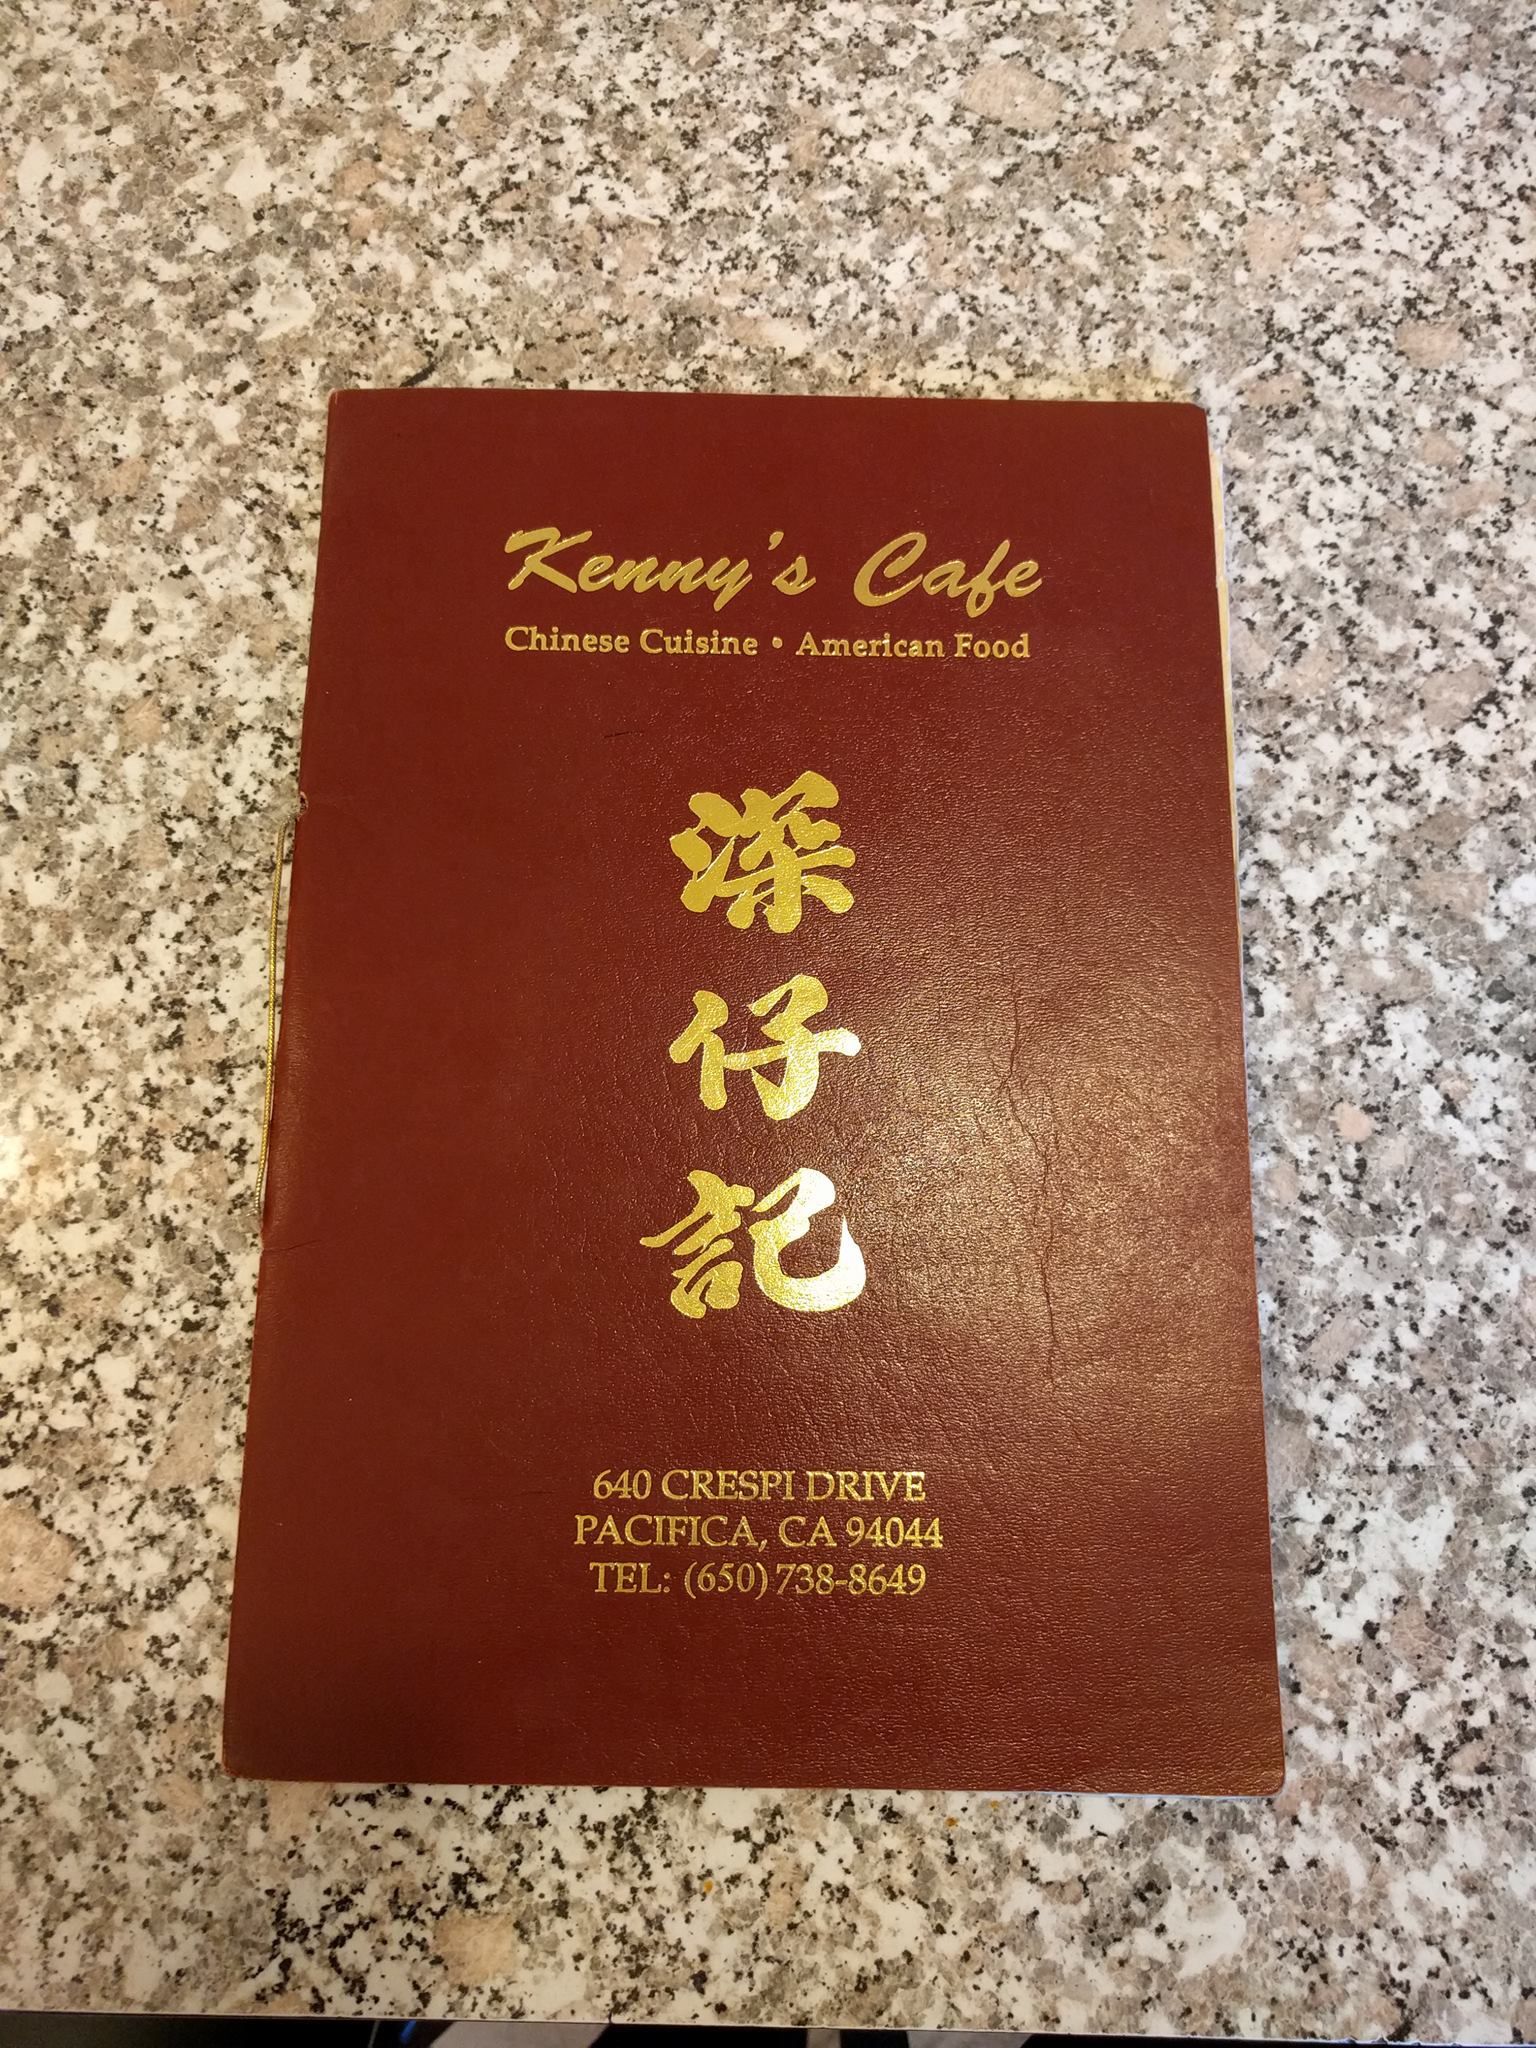 Kenny's Cafe
Chinese Cuisine • American Food
深
仔
記
640 CRESPI DRIVE
PACIFICA, CA 94044
TEL: (650) 738-8649